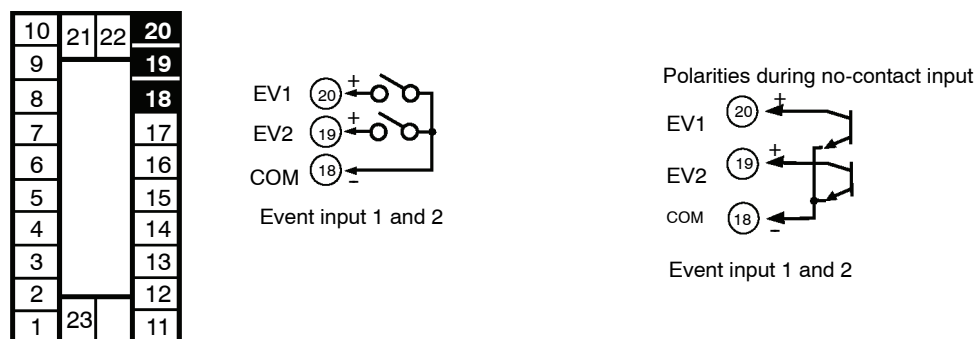 10 21 22 20
9 19
8 18
7 17
6 16
5 15
4 14
3 13
2 12
1 23 11
EV1 20 +
EV2 19 +
COM 18 -
Event input 1 and 2
Polarities during no-contact input
EV1 20 +
EV2 19 +
COM 18 -
Event input 1 and 2